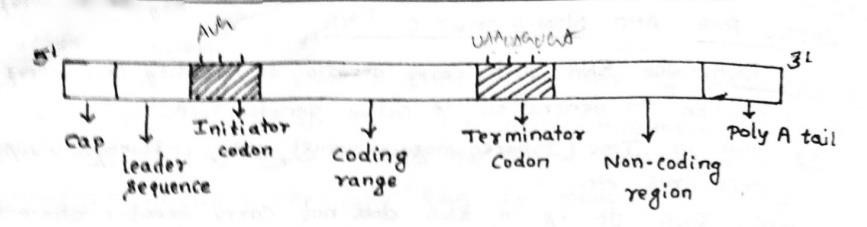 AUG
UAA UAG UGA
5'
3'
Cap
leader
sequence
Initiator
codon
coding
range
Terminator
Codon
Non-coding
region
Poly A tail